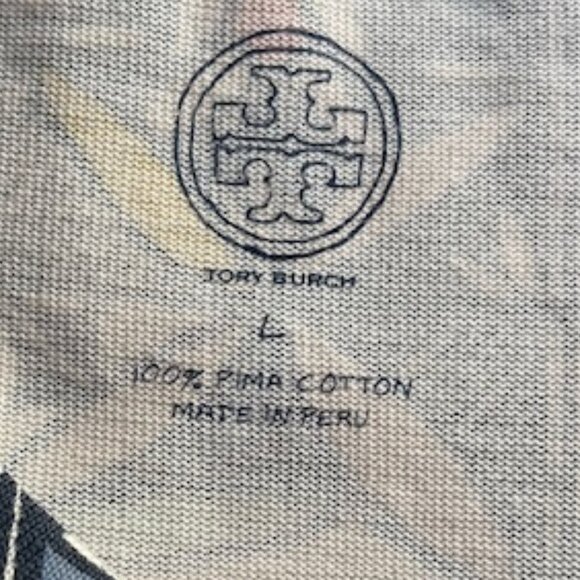 TORY BURCH
L
100% PIMA COTTON
MADE IN PERU